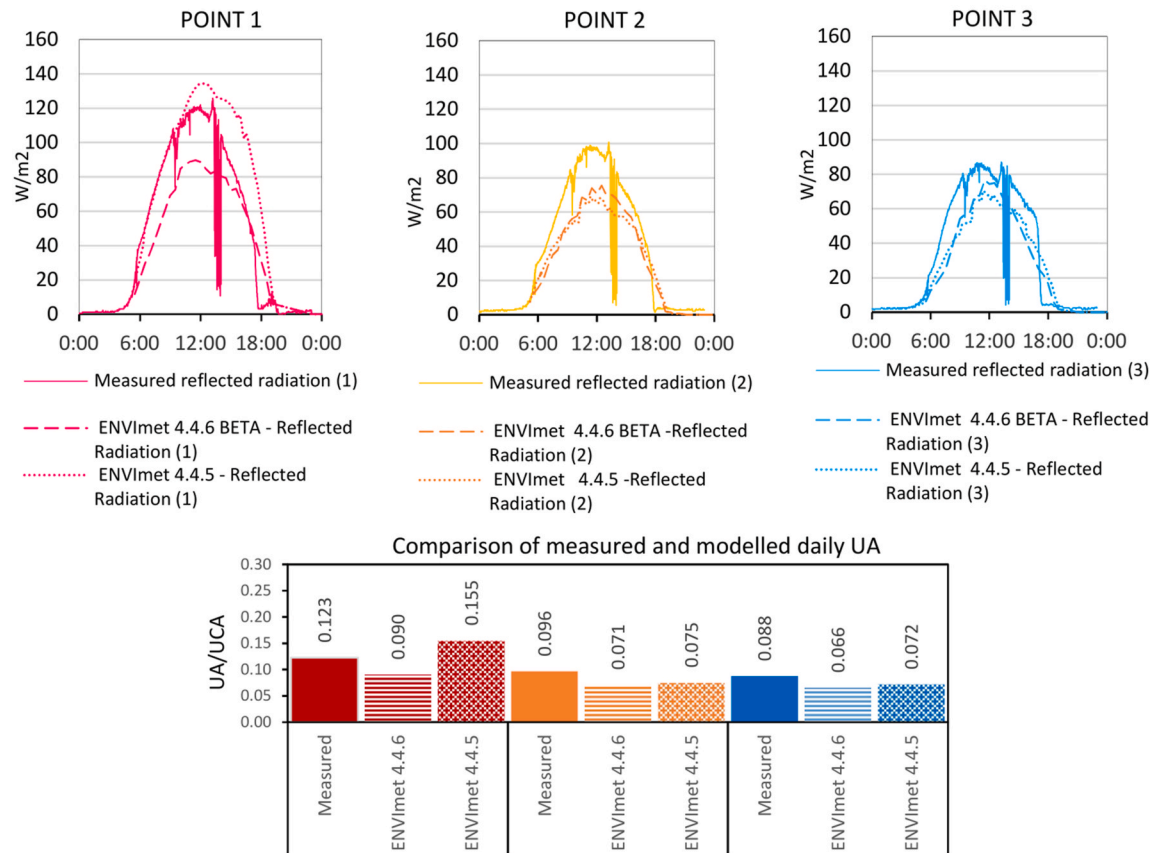 POINT 1
160
140
120
100
80
60
40
20
0
W/m2
0:00 6:00 12:00 18:00 0:00
Measured reflected radiation (1)
ENVImet 4.4.6 BETA - Reflected
Radiation (1)
ENVImet 4.4.5 - Reflected
Radiation (1)
POINT 2
160
140
120
100
80
60
40
20
0
W/m2
0:00 6:00 12:00 18:00 0:00
Measured reflected radiation (2)
ENVImet 4.4.6 BETA -Reflected
Radiation (2)
ENVImet 4.4.5 -Reflected
Radiation (2)
POINT 3
160
140
120
100
80
60
40
20
0
W/m2
0:00 6:00 12:00 18:00 0:00
Measured reflected radiation (3)
ENVImet 4.4.6 BETA - Reflected
Radiation (3)
ENVImet 4.4.5 - Reflected
Radiation (3)
Comparison of measured and modelled daily UA
0.30
0.25
0.20
0.15
0.10
0.05
0.00
UA/UCA
0.123
0.090
0.155
0.096
0.071
0.075
0.088
0.066
0.072
Measured
ENVImet 4.4.6
ENVImet 4.4.5
Measured
ENVImet 4.4.6
ENVImet 4.4.5
Measured
ENVImet 4.4.6
ENVImet 4.4.5